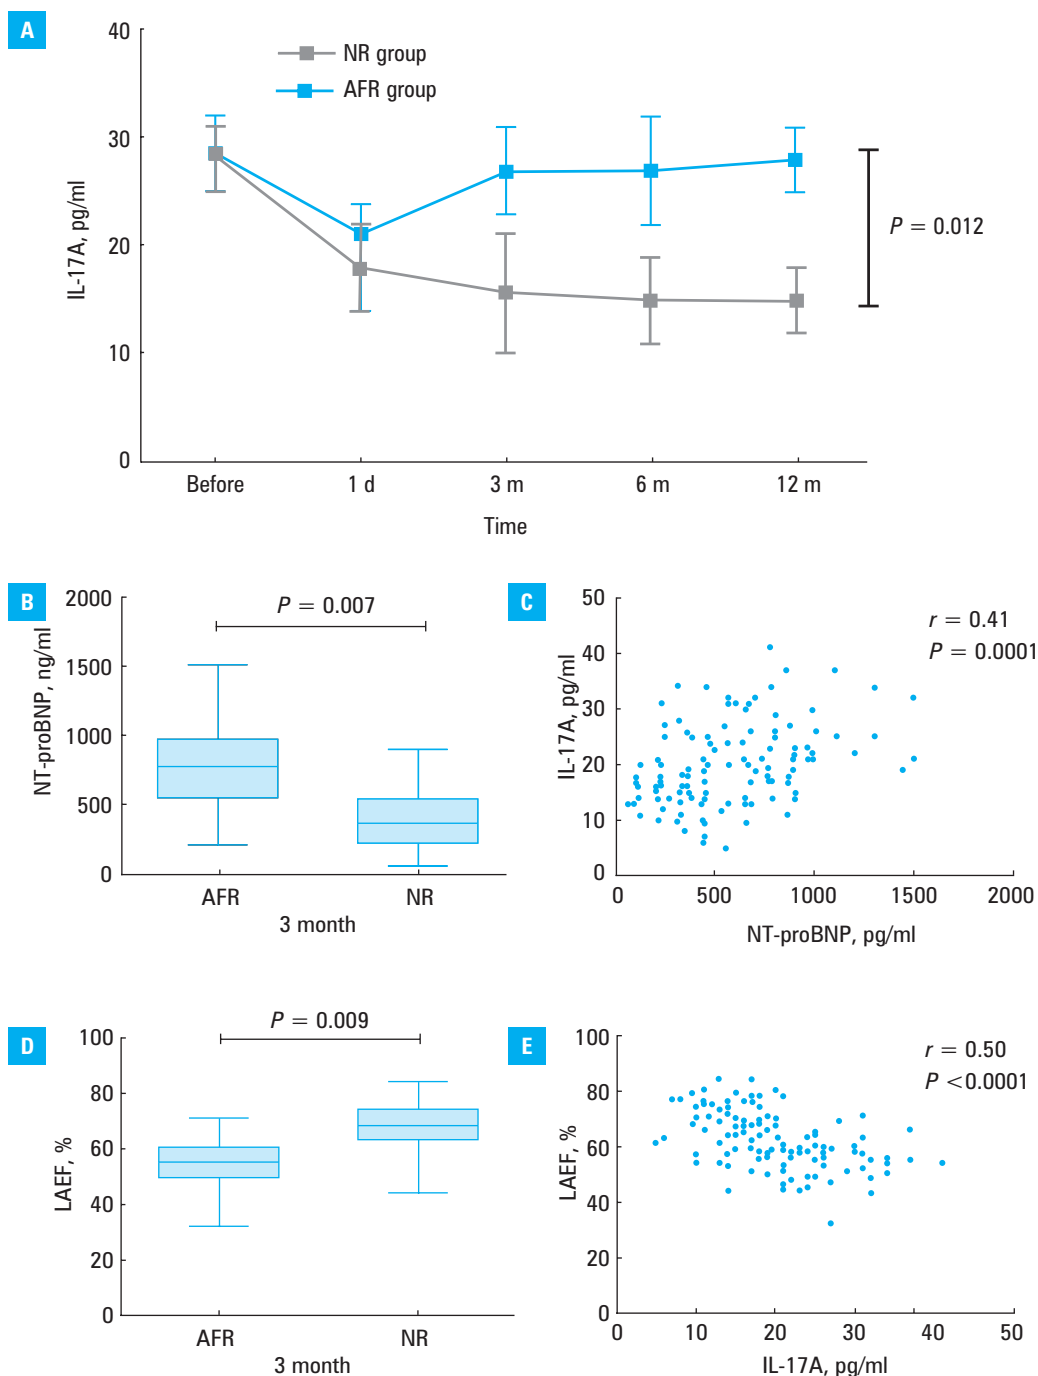 A
40
30
20
10
0
IL-17A, pg/ml
NR group
AFR group
P = 0.012
Before 1 d 3 m 6 m 12 m
Time
B
2000
1500
1000
500
0
NT-proBNP, ng/ml
P = 0.007
AFR NR
3 month
C
50
40
30
20
10
0
IL-17A, pg/ml
r = 0.41
P = 0.0001
0 500 1000 1500 2000
NT-proBNP, pg/ml
D
100
80
60
40
20
0
LAEF, %
P = 0.009
AFR NR
3 month
E
100
80
60
40
20
0
LAEF, %
r = 0.50
P <0.0001
0 10 20 30 40 50
IL-17A, pg/ml